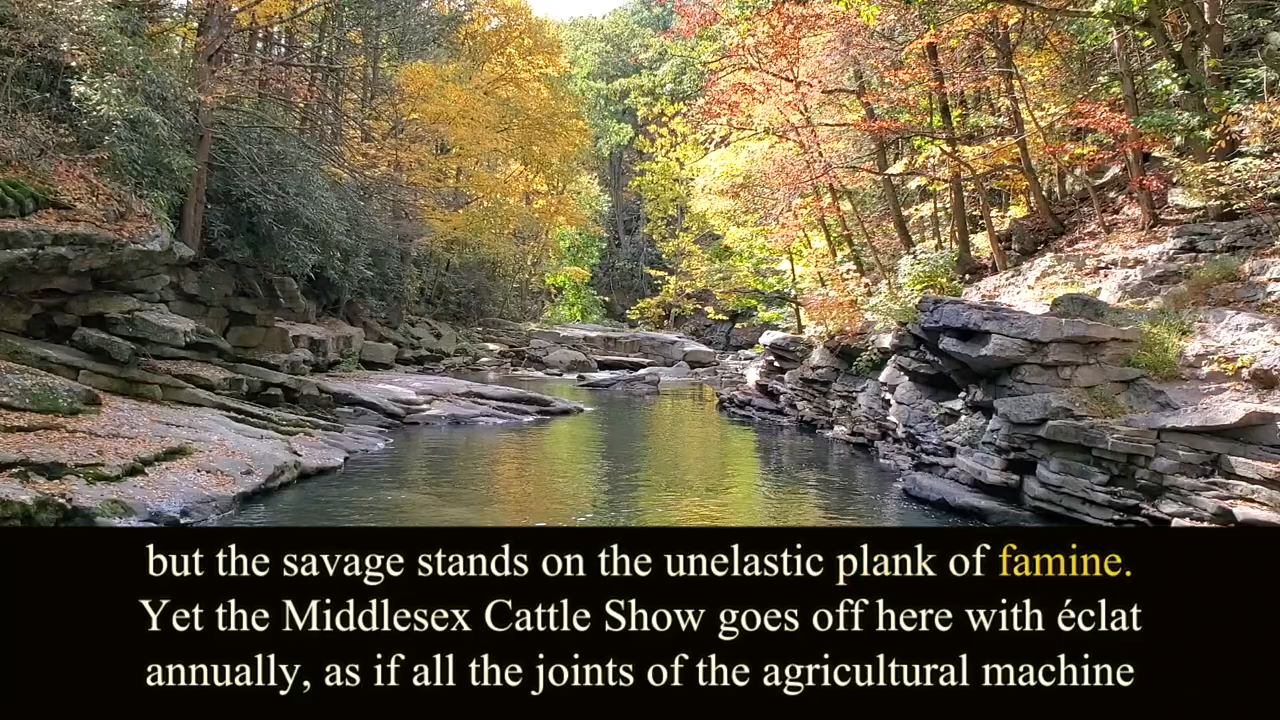 but the savage stands on the unelastic plank of famine.
Yet the Middlesex Cattle Show goes off here with éclat
annually, as if all the joints of the agricultural machine